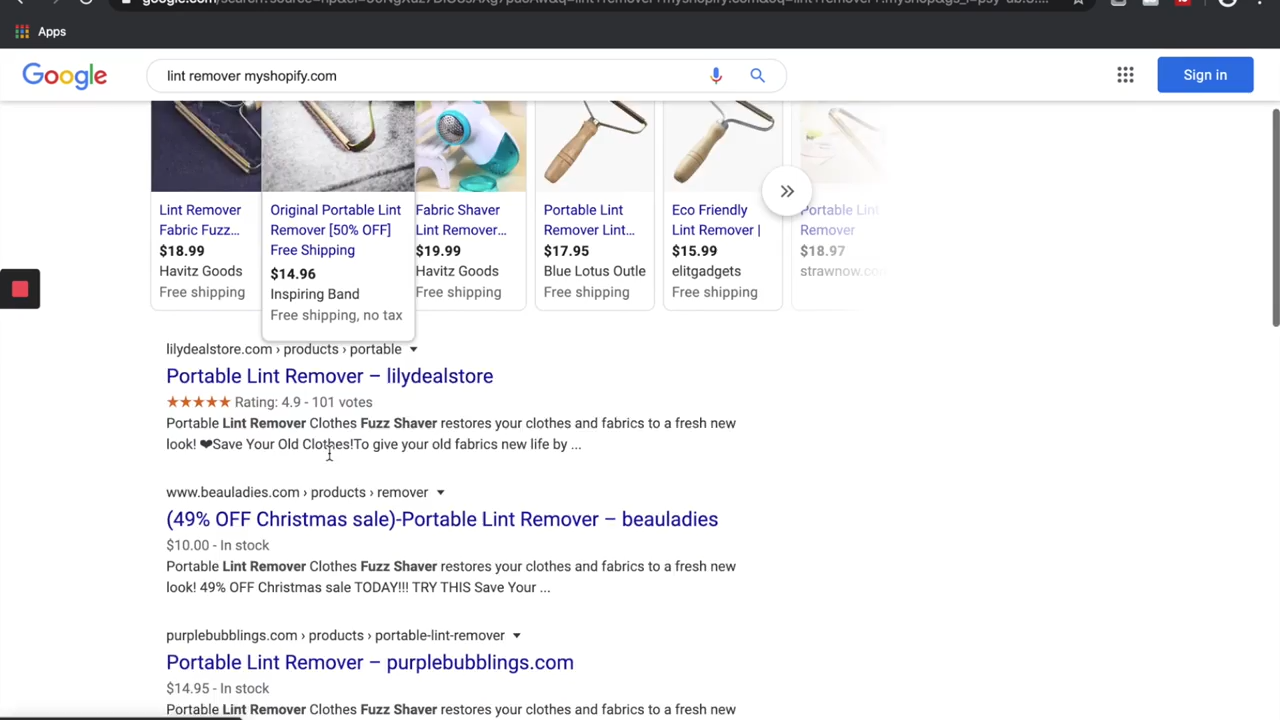 Apps
Google
lint remover myshopify.com
Sign in
Lint Remover
Fabric Fuzz...
$18.99
Havitz Goods
Free shipping
Original Portable Lint
Remover [50% OFF]
Free Shipping
$14.96
Inspiring Band
Free shipping, no tax
Fabric Shaver
Lint Remover...
$19.99
Havitz Goods
Free shipping
Portable Lint
Remover Lint...
$17.95
Blue Lotus Outle
Free shipping
Eco Friendly
Lint Remover |
$15.99
elitgadgets
Free shipping
Portable Lint
Remover
$18.97
strawnow.co
Free shipping
lilydealstore.com › products › portable
Portable Lint Remover – lilydealstore
★★★★★ Rating: 4.9 - 101 votes
Portable Lint Remover Clothes Fuzz Shaver restores your clothes and fabrics to a fresh new
look! ❤Save Your Old Clothes!To give your old fabrics new life by ...
www.beauladies.com › products › remover
(49% OFF Christmas sale)-Portable Lint Remover – beauladies
$10.00 - In stock
Portable Lint Remover Clothes Fuzz Shaver restores your clothes and fabrics to a fresh new
look! 49% OFF Christmas sale TODAY!!! TRY THIS Save Your ...
purplebubblings.com › products › portable-lint-remover
Portable Lint Remover – purplebubblings.com
$14.95 - In stock
Portable Lint Remover Clothes Fuzz Shaver restores your clothes and fabrics to a fresh new